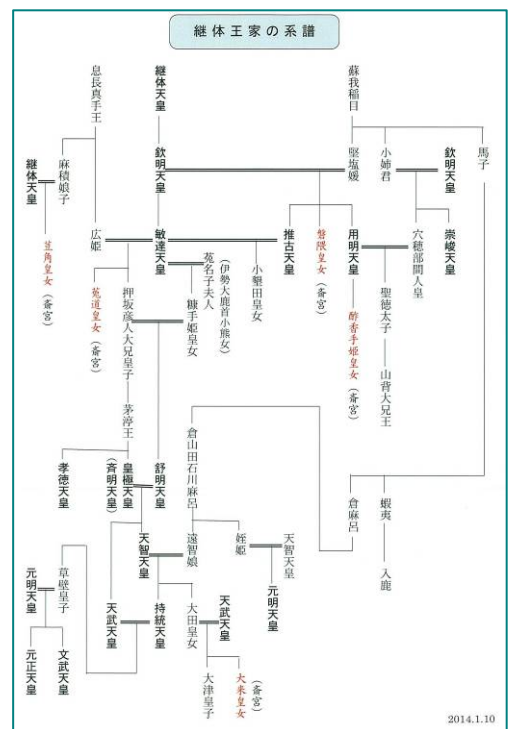 継体王家の系譜
蘇我稲目
継体天皇
息長真手王
馬子
欽明天皇
小姉君
堅塩媛
欽明天皇
麻積娘子
継体天皇
崇峻天皇
穴穂部間人皇
用明天皇
磐隈皇女
(斎宮)
推古天皇
小墾田皇女
(伊勢大鹿首小熊女)
菟名子夫人
敏達天皇
広姫
荳角皇女
(斎宮)
聖徳太子
酢香手姫皇女
(斎宮)
糠手姫皇女
押坂彦人大兄皇子
菟道皇女
(斎宮)
山背大兄王
茅渟王
倉山田石川麻呂
舒明天皇
皇極天皇
(斉明天皇)
孝徳天皇
蝦夷
倉麻呂
入鹿
天智天皇
姪姫
遠智娘
天智天皇
元明天皇
天武天皇
大田皇女
持統天皇
天武天皇
草壁皇子
元明天皇
(斎宮)
大来皇女
大津皇子
文武天皇
元正天皇
2014.1.10